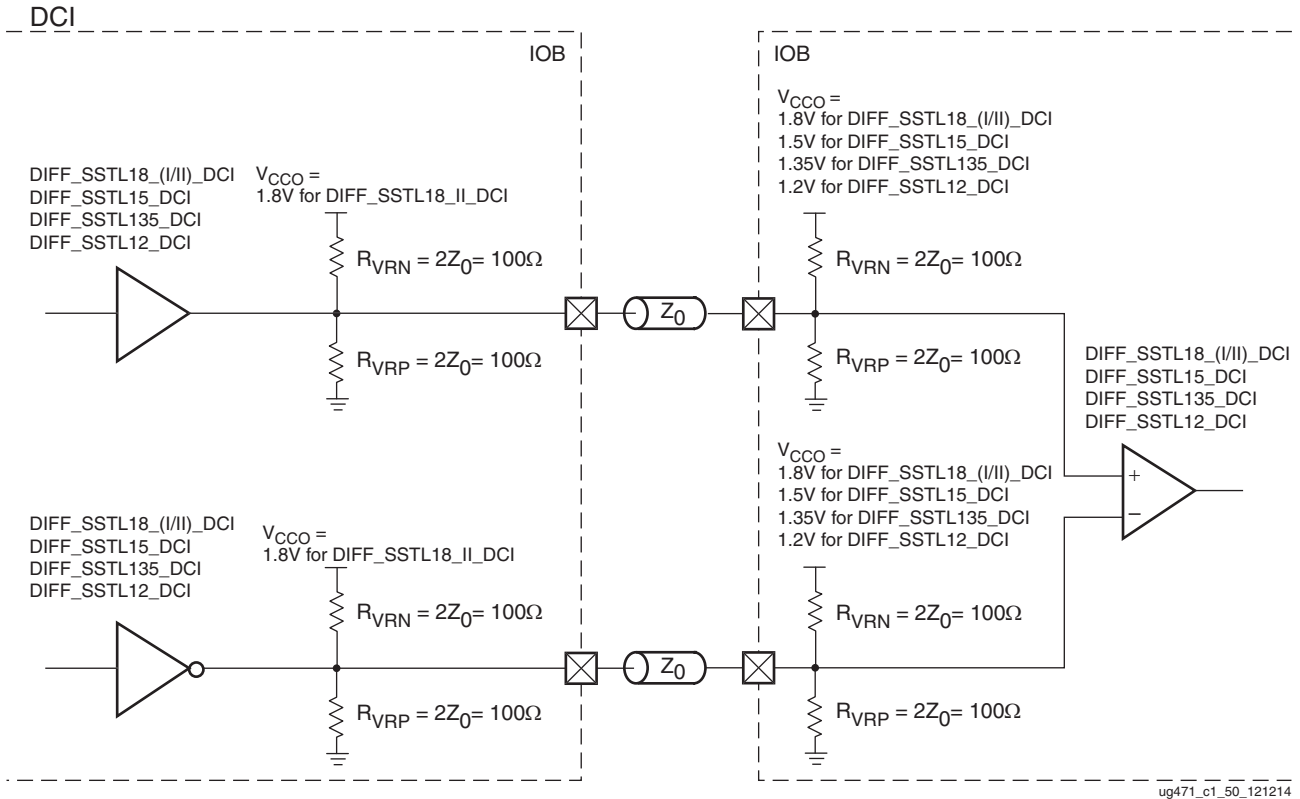 DCI
IOB
IOB
VCCO =
1.8V for DIFF_SSTL18_(I/II)_DCI
1.5V for DIFF_SSTL15_DCI
1.35V for DIFF_SSTL135_DCI
1.2V for DIFF_SSTL12_DCI
DIFF_SSTL18_(I/II)_DCI
DIFF_SSTL15_DCI
DIFF_SSTL135_DCI
DIFF_SSTL12_DCI
VCCO =
1.8V for DIFF_SSTL18_II_DCI
RVRN = 2Z0= 100Ω
RVRP = 2Z0= 100Ω
Z0
RVRN = 2Z0= 100Ω
RVRP = 2Z0= 100Ω
DIFF_SSTL18_(I/II)_DCI
DIFF_SSTL15_DCI
DIFF_SSTL135_DCI
DIFF_SSTL12_DCI
VCCO =
1.8V for DIFF_SSTL18_(I/II)_DCI
1.5V for DIFF_SSTL15_DCI
1.35V for DIFF_SSTL135_DCI
1.2V for DIFF_SSTL12_DCI
+
−
DIFF_SSTL18_(I/II)_DCI
DIFF_SSTL15_DCI
DIFF_SSTL135_DCI
DIFF_SSTL12_DCI
VCCO =
1.8V for DIFF_SSTL18_II_DCI
RVRN = 2Z0= 100Ω
RVRP = 2Z0= 100Ω
Z0
RVRN = 2Z0= 100Ω
RVRP = 2Z0= 100Ω
ug471_c1_50_121214